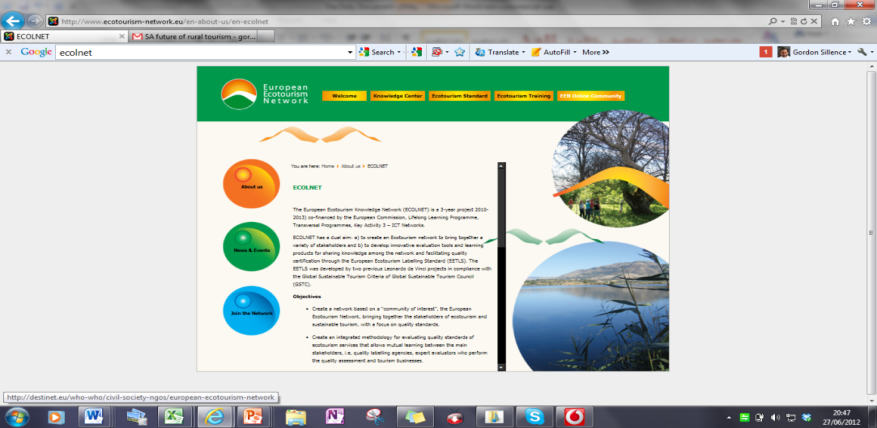 http://www.ecotourism-network.eu/en-about-us/en-ecolnet
ECOLNET
SA future of rural tourism - gor...
Google
ecolnet
Search
Translate
AutoFill
More >>
1
Gordon Sillence
European
Ecotourism
Network
Welcome
Knowledge Center
Ecotourism Standard
Ecotourism Training
EEN Online Community
You are here: Home
About us
ECOLNET
About us
News & Events
Join the Network
ECOLNET
The European Ecotourism Knowledge Network (ECOLNET) is a 3-year project 2010-
2013) co-financed by the European Commission, Lifelong Learning Programme,
Transversal Programmes, Key Activity 3 – ICT Networks.
ECOLNET has a dual aim: a) to create an Ecotourism network to bring together a
variety of stakeholders and b) to develop innovative evaluation tools and learning
products for sharing knowledge among the network and facilitating quality
certification through the European Ecotourism Labelling Standard (EETLS). The
EETLS was developed by two previous Leonardo da Vinci projects in compliance with
the Global Sustainable Tourism Criteria of Global Sustainable Tourism Council
(GSTC).
Objectives
• Create a network based on a "community of interest", the European
Ecotourism Network, bringing together the stakeholders of ecotourism and
sustainable tourism, with a focus on quality standards.
• Create an integrated methodology for evaluating quality standards of
ecotourism services that allows mutual learning between the main
stakeholders, i.e. quality labelling agencies, expert evaluators who perform
the quality assessment and tourism businesses.
http://destinet.eu/who-who/civil-society-ngos/european-ecotourism-network
20:47
27/06/2012